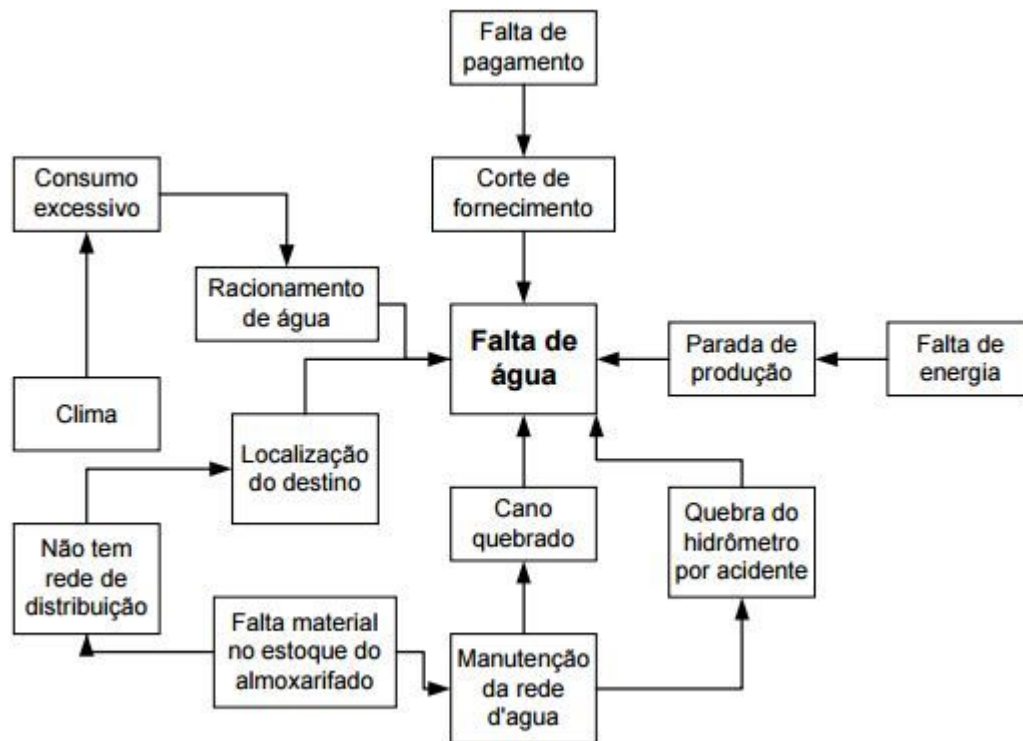 Falta de
pagamento
Consumo
excessivo
Corte de
fornecimento
Racionamento
de água
Falta de
água
Parada de
produção
Falta de
energia
Clima
Localização
do destino
Cano
quebrado
Quebra do
hidrômetro
por acidente
Não tem
rede de
distribuição
Falta material
no estoque do
almoxarifado
Manutenção
da rede
d'agua